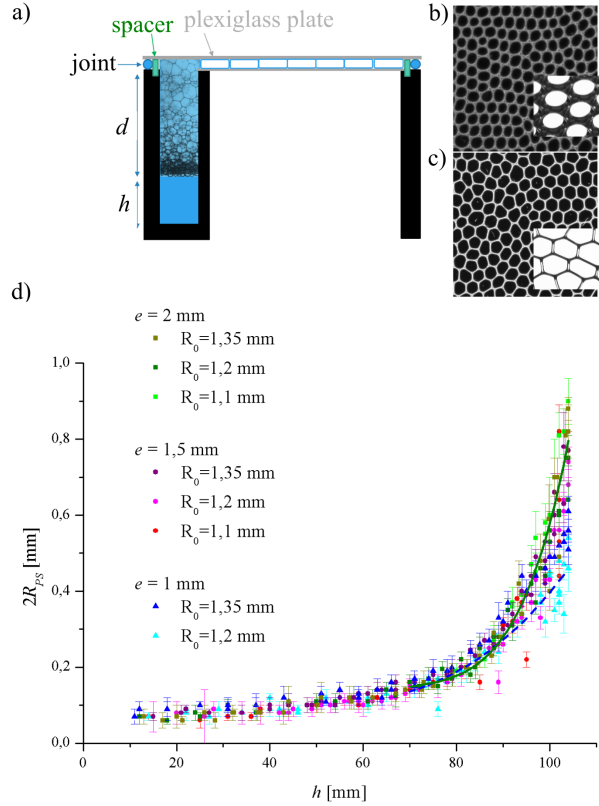 a)
spacer
plexiglass plate
joint
d
h
b)
c)
d)
e = 2 mm
R0=1,35 mm
R0=1,2 mm
R0=1,1 mm
e = 1,5 mm
R0=1,35 mm
R0=1,2 mm
R0=1,1 mm
e = 1 mm
R0=1,35 mm
R0=1,2 mm
2RPS [mm]
1,0
0,8
0,6
0,4
0,2
0,0
0 20 40 60 80 100
h [mm]